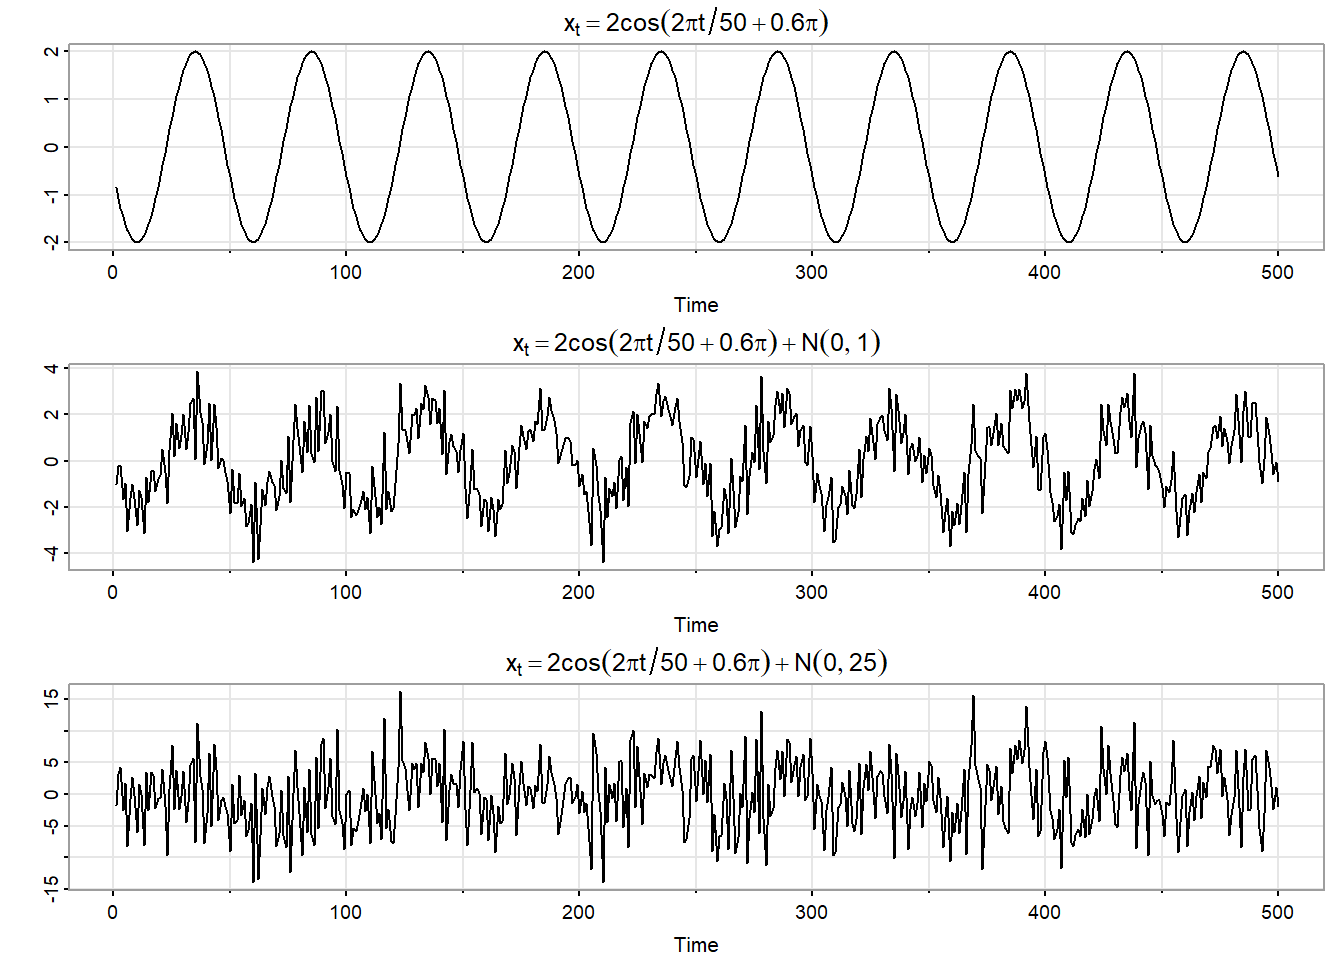 xₜ = 2cos(2πt/50 + 0.6π)
2
1
0
-1
-2
0 100 200 300 400 500
Time
xₜ = 2cos(2πt/50 + 0.6π) + N(0, 1)
4
2
0
-2
-4
0 100 200 300 400 500
Time
xₜ = 2cos(2πt/50 + 0.6π) + N(0, 25)
15
5
0
-5
-15
0 100 200 300 400 500
Time